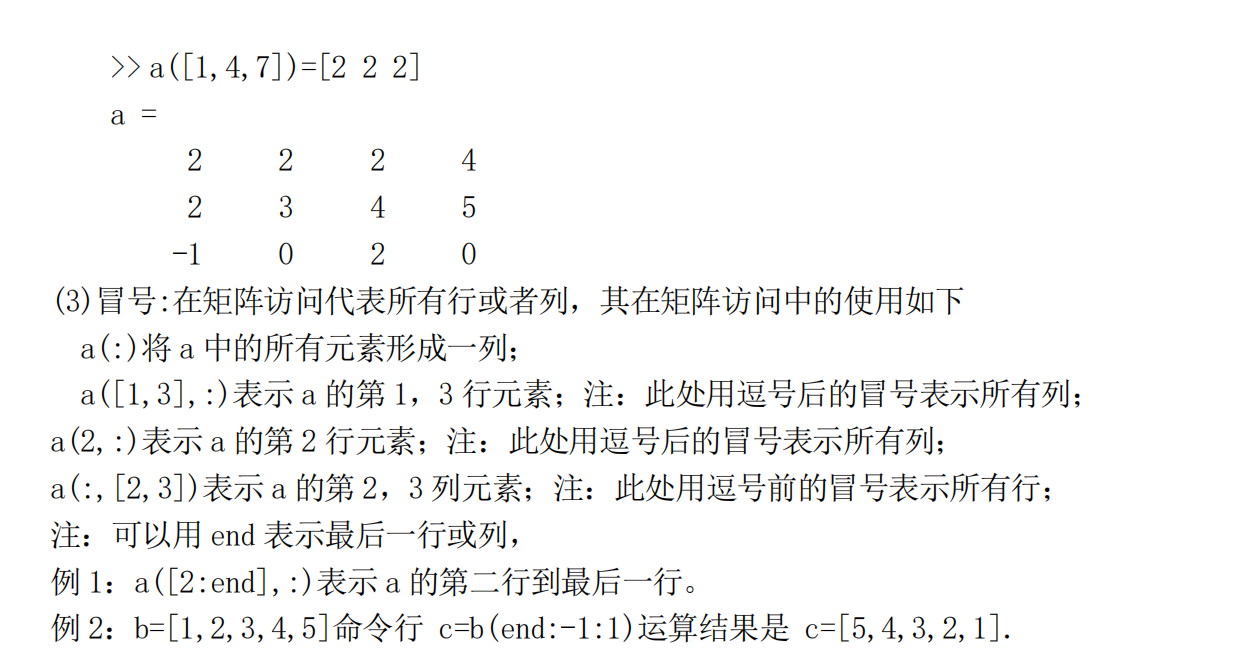 >>a([1,4,7])=[2 2 2]
a =
2 2 2 4
2 3 4 5
-1 0 2 0
(3)冒号:在矩阵访问代表所有行或者列，其在矩阵访问中的使用如下
a(:)将 a 中的所有元素形成一列；
a([1,3],:)表示 a 的第 1，3 行元素；注：此处用逗号后的冒号表示所有列；
a(2,:)表示 a 的第 2 行元素；注：此处用逗号后的冒号表示所有列；
a(:,[2,3])表示 a 的第 2，3 列元素；注：此处用逗号前的冒号表示所有行；
注：可以用 end 表示最后一行或列，
例 1：a([2:end],:)表示 a 的第二行到最后一行。
例 2：b=[1,2,3,4,5]命令行 c=b(end:-1:1)运算结果是 c=[5,4,3,2,1].